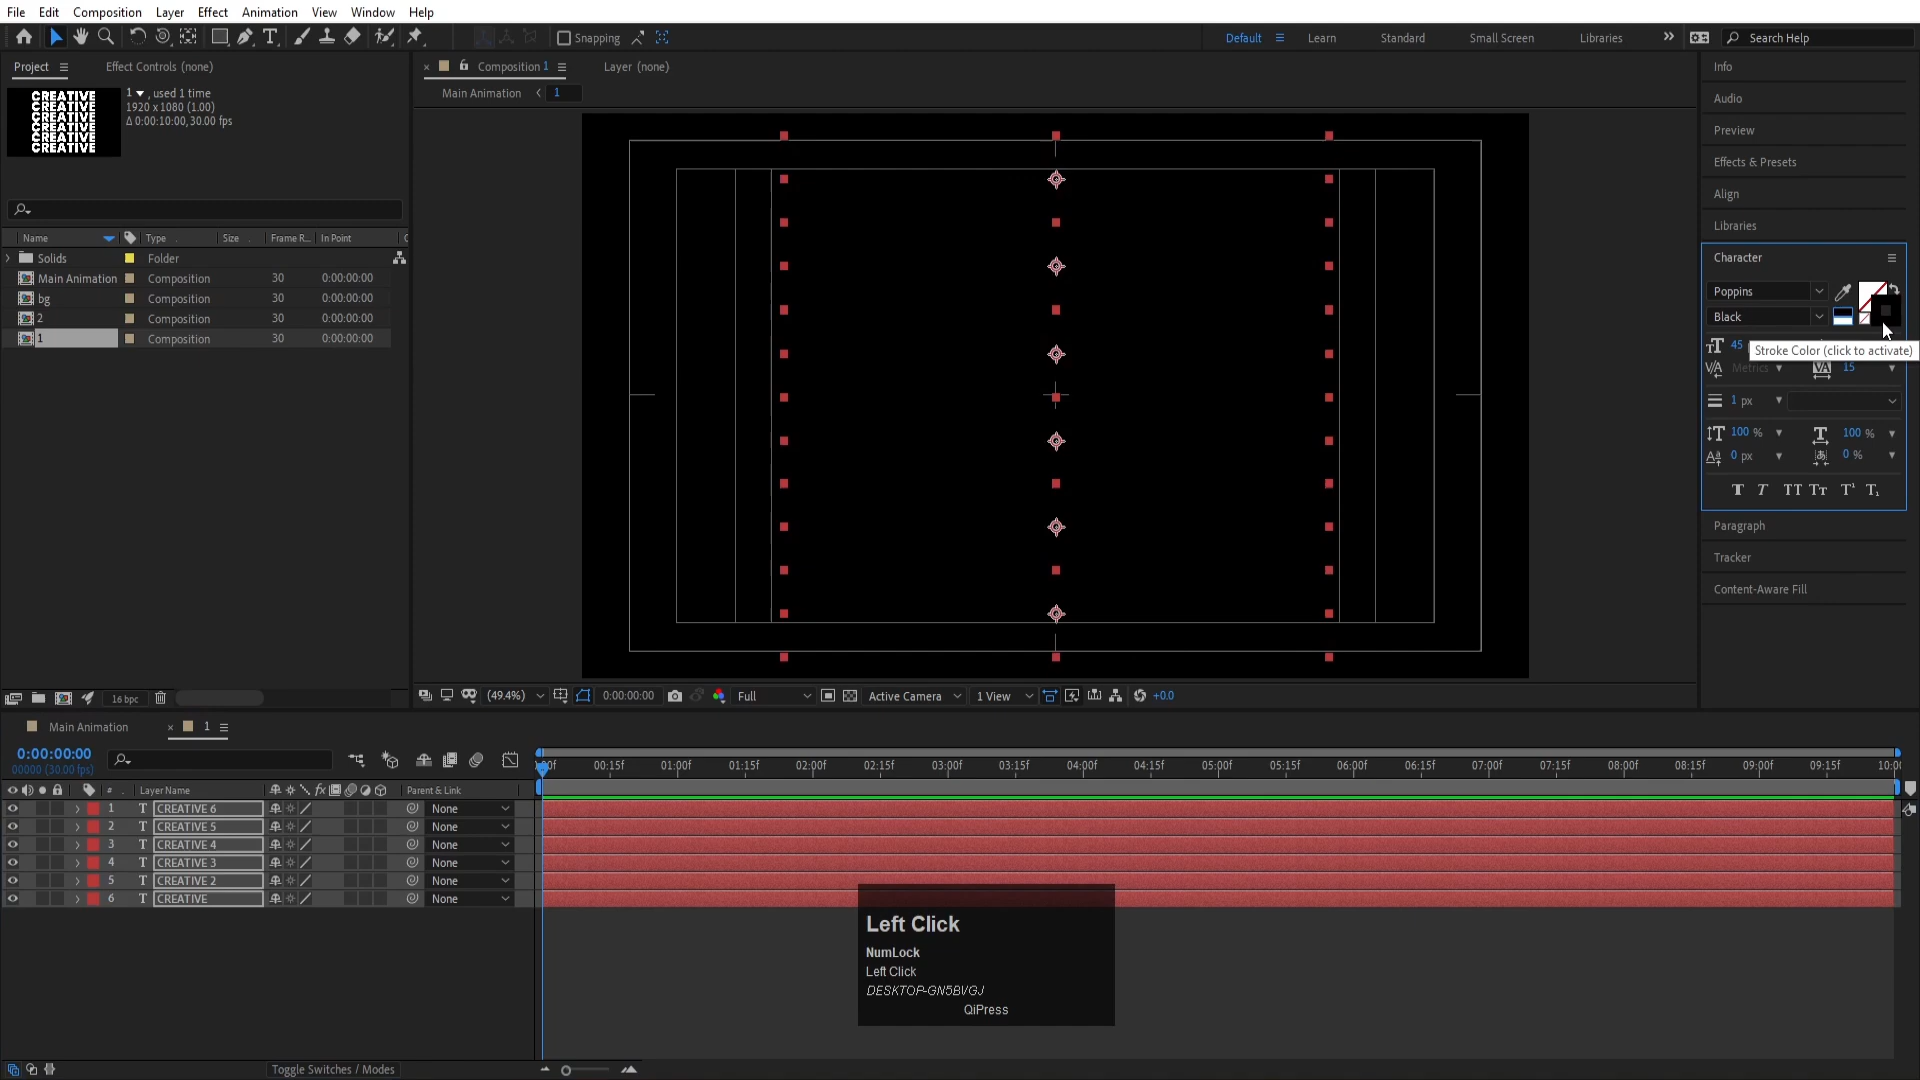 File Edit Composition Layer Effect Animation View Window Help
Snapping Default Learn Standard Small Screen Libraries Search Help
Project Effect Controls (none)
CREATIVE
CREATIVE
CREATIVE
CREATIVE
CREATIVE
CREATIVE
1 , used 1 time
1920 x 1080 (1.00)
Δ 0:00:10:00, 30.00 fps
Name Type Size Frame R... In Point
Solids Folder
Main Animation Composition 30 0:00:00:00
bg Composition 30 0:00:00:00
2 Composition 30 0:00:00:00
1 Composition 30 0:00:00:00
16 bpc
Composition 1 Layer (none)
Main Animation 1
(49.4%) 0:00:00:00 Full Active Camera 1 View +0.0
Info
Audio
Preview
Effects & Presets
Align
Libraries
Character
Poppins
Black
45
Stroke Color (click to activate)
Metrics 15
1 px
100 % 100 %
0 px 0 %
T T TT Tт T¹ T₁
Paragraph
Tracker
Content-Aware Fill
Main Animation 1
0:00:00:00
00000 (30.00 fps)
00:15f 01:00f 01:15f 02:00f 02:15f 03:00f 03:15f 04:00f 04:15f 05:00f 05:15f 06:00f 06:15f 07:00f 07:15f 08:00f 08:15f 09:00f 09:15f 10:00
# Layer Name Parent & Link
1 T CREATIVE 6 None
2 T CREATIVE 5 None
3 T CREATIVE 4 None
4 T CREATIVE 3 None
5 T CREATIVE 2 None
6 T CREATIVE None
Left Click
NumLock
Left Click
DESKTOP-GN5BVGJ
QiPress
Toggle Switches / Modes